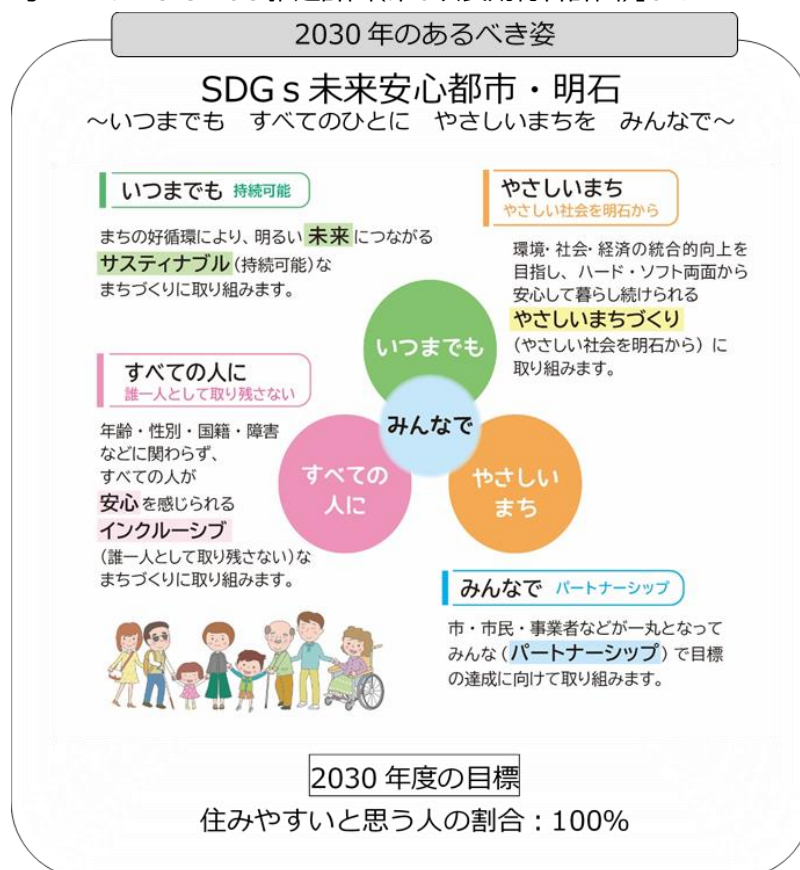 2030 年のあるべき姿
SDGｓ未来安心都市・明石
～いつまでも　すべてのひとに　やさしいまちを　みんなで～
いつまでも 持続可能
まちの好循環により、明るい 未来 につながる
サスティナブル (持続可能) な
まちづくりに取り組みます。
やさしいまち
やさしい社会を明石から
環境・社会・経済の統合的向上を
目指し、ハード・ソフト両面から
安心して暮らし続けられる
やさしいまちづくり
(やさしい社会を明石から) に
取り組みます。
すべての人に
誰一人として取り残さない
年齢・性別・国籍・障害
などに関わらず、
すべての人が
安心 を感じられる
インクルーシブ
(誰一人として取り残さない) な
まちづくりに取り組みます。
いつまでも
みんなで
すべての
人に
やさしい
まち
みんなで パートナーシップ
市・市民・事業者などが一丸となって
みんな (パートナーシップ) で目標
の達成に向けて取り組みます。
2030 年度の目標
住みやすいと思う人の割合：100%